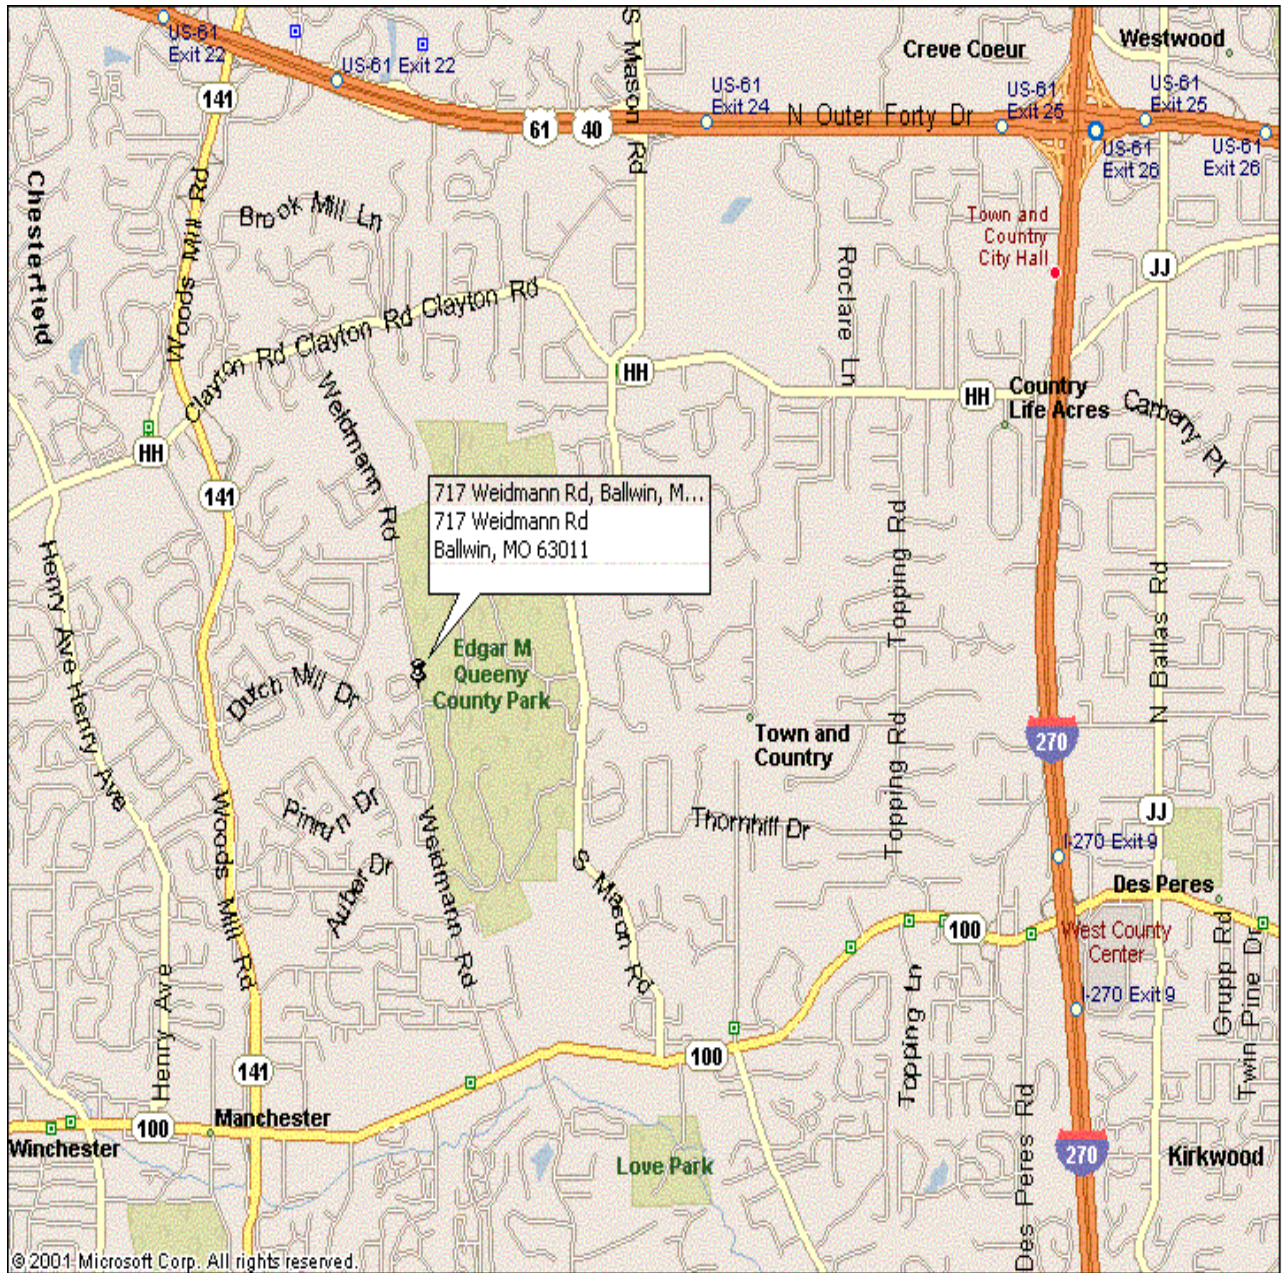 US-61
Exit 22
US-61 Exit 22
141
S Mason Rd
Creve Coeur
Westwood
US-61
Exit 24
US-61
Exit 25
US-61
Exit 25
61
40
N Outer Forty Dr
US-61
Exit 26
US-61
Exit 26
Chesterfield
Woods Mill Rd
Brook Mill Ln
Town and
Country
City Hall
Roclare Ln
JJ
Clayton Rd
Clayton Rd
Clayton Rd
HH
HH
Country
Life Acres
Carberry Pl
Weidmann Rd
HH
141
717 Weidmann Rd, Ballwin, M...
717 Weidmann Rd
Ballwin, MO 63011
Topping Rd
Henry Ave
Henry Ave
Henry Ave
N Ballas Rd
Edgar M
Queeny
County Park
Dutch Mill Dr
Town and
Country
Topping Rd
270
Pinrun Dr
Woods Mill Rd
Weidmann Rd
Thornhill Dr
JJ
I-270 Exit 9
Auber Dr
S Mason Rd
Des Peres
100
West County
Center
Grupp Rd
Twin Pine Dr
I-270 Exit 9
Henry Ave
Topping Ln
100
141
Des Peres Rd
Manchester
100
Winchester
Love Park
270
Kirkwood
© 2001 Microsoft Corp. All rights reserved.